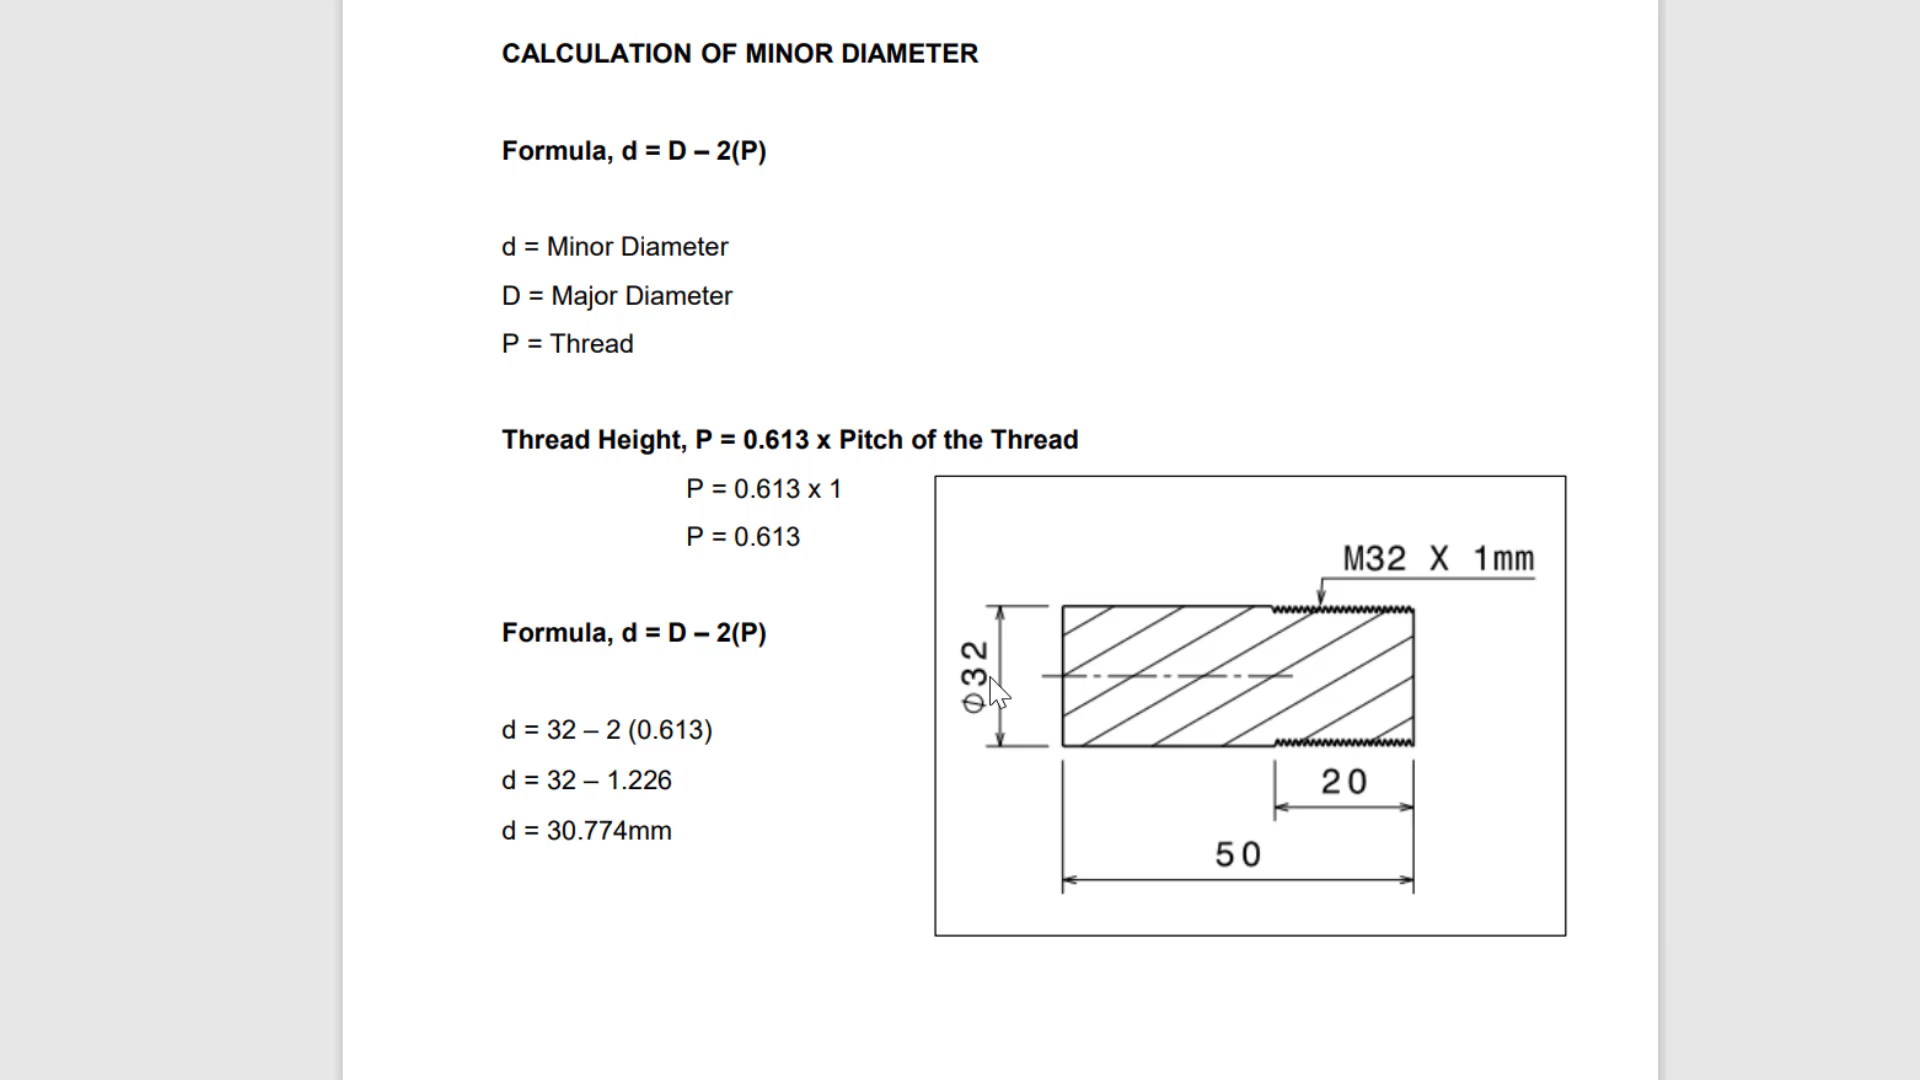 CALCULATION OF MINOR DIAMETER
Formula, d = D – 2(P)
d = Minor Diameter
D = Major Diameter
P = Thread
Thread Height, P = 0.613 x Pitch of the Thread
P = 0.613 x 1
P = 0.613
Formula, d = D – 2(P)
d = 32 – 2 (0.613)
d = 32 – 1.226
d = 30.774mm
M32 X 1mm
∅32
20
50